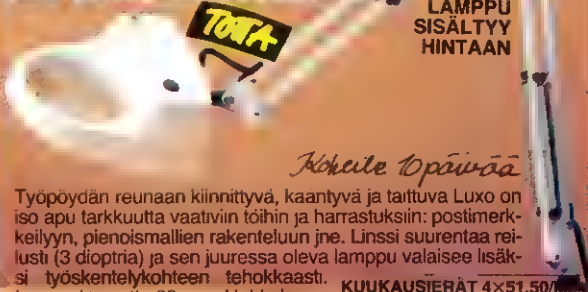 LAMPPU
SISÄLTYY
HINTAAN
TOTTA
Kokeile 10 päivää
Työpöydän reunaan kiinnittyvä, kääntyvä ja taittuva Luxo on
iso apu tarkkuutta vaativiin töihin ja harrastuksiin: postimerk-
keilyyn, pienoismallien rakenteluun jne. Linssi suurentaa rei-
lusti (3 dioptria) ja sen juuressa oleva lamppu valaisee lisäk-
si työskentelykohteen tehokkaasti.
KUUKAUSIERÄT 4×51,50/